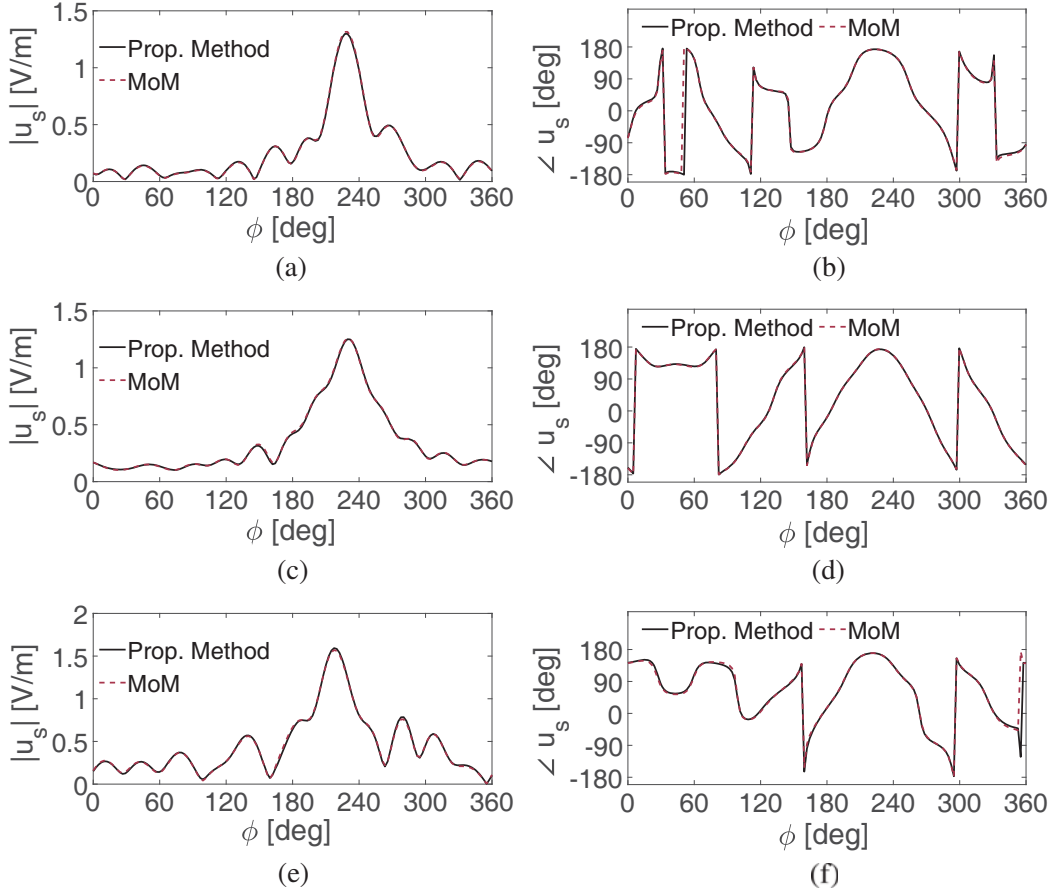 |u_s| [V/m]
1.5
1
0.5
0
Prop. Method
MoM
0 60 120 180 240 300 360
ϕ [deg]
(a)
∠ u_s [deg]
180
90
0
-90
-180
Prop. Method MoM
0 60 120 180 240 300 360
ϕ [deg]
(b)
|u_s| [V/m]
1.5
1
0.5
0
Prop. Method
MoM
0 60 120 180 240 300 360
ϕ [deg]
(c)
∠ u_s [deg]
180
90
0
-90
-180
Prop. Method MoM
0 60 120 180 240 300 360
ϕ [deg]
(d)
|u_s| [V/m]
2
1.5
1
0.5
0
Prop. Method
MoM
0 60 120 180 240 300 360
ϕ [deg]
(e)
∠ u_s [deg]
180
90
0
-90
-180
Prop. Method MoM
0 60 120 180 240 300 360
ϕ [deg]
(f)